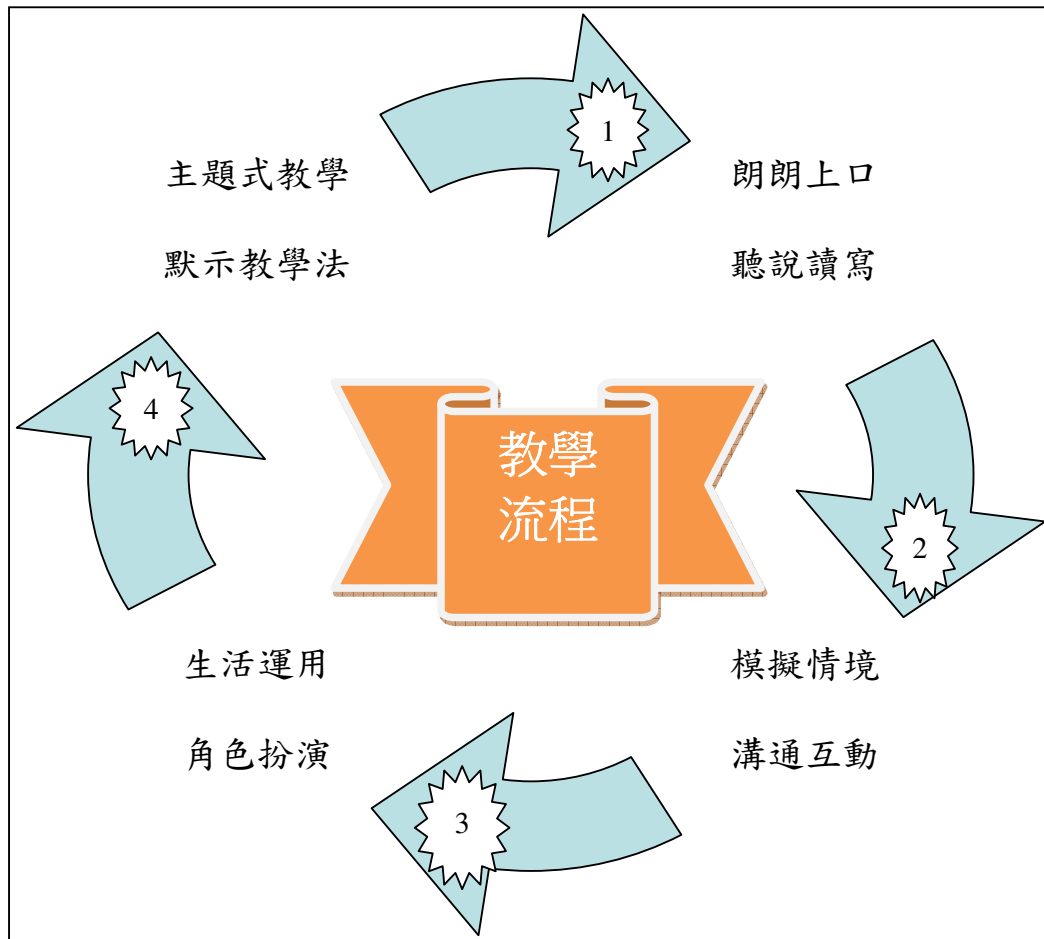 1
主題式教學
朗朗上口
默示教學法
聽說讀寫
4
教學
流程
2
生活運用
模擬情境
角色扮演
溝通互動
3